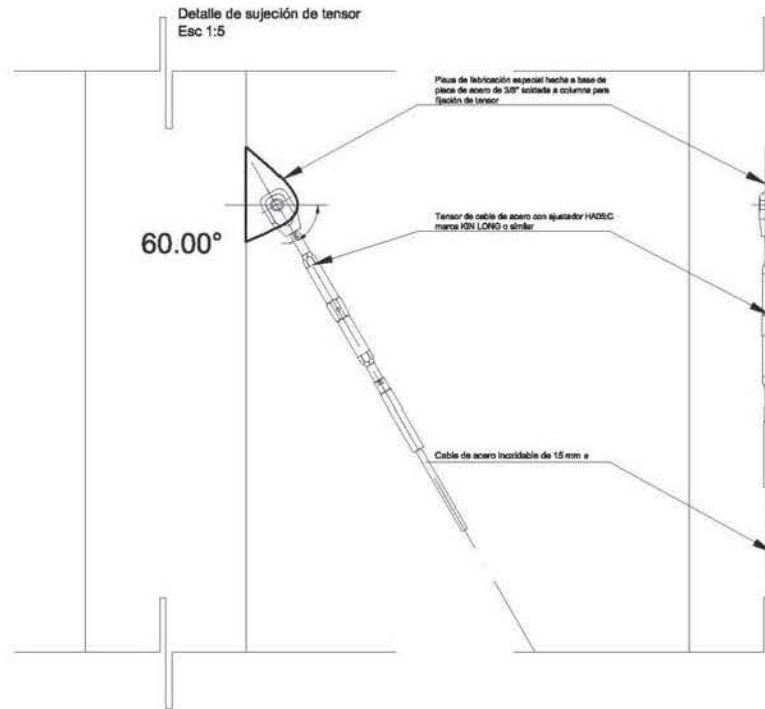 Detalle de sujeción de tensor
Esc 1:5
Pieza de fabricación especial hecha a base de
placa de acero de 3/8" soldada a columna para
fijación de tensor
60.00°
Tensor de cable de acero con ajustador
marca KIN LONG o similar
Cable de acero inoxidable de 15 mm ø